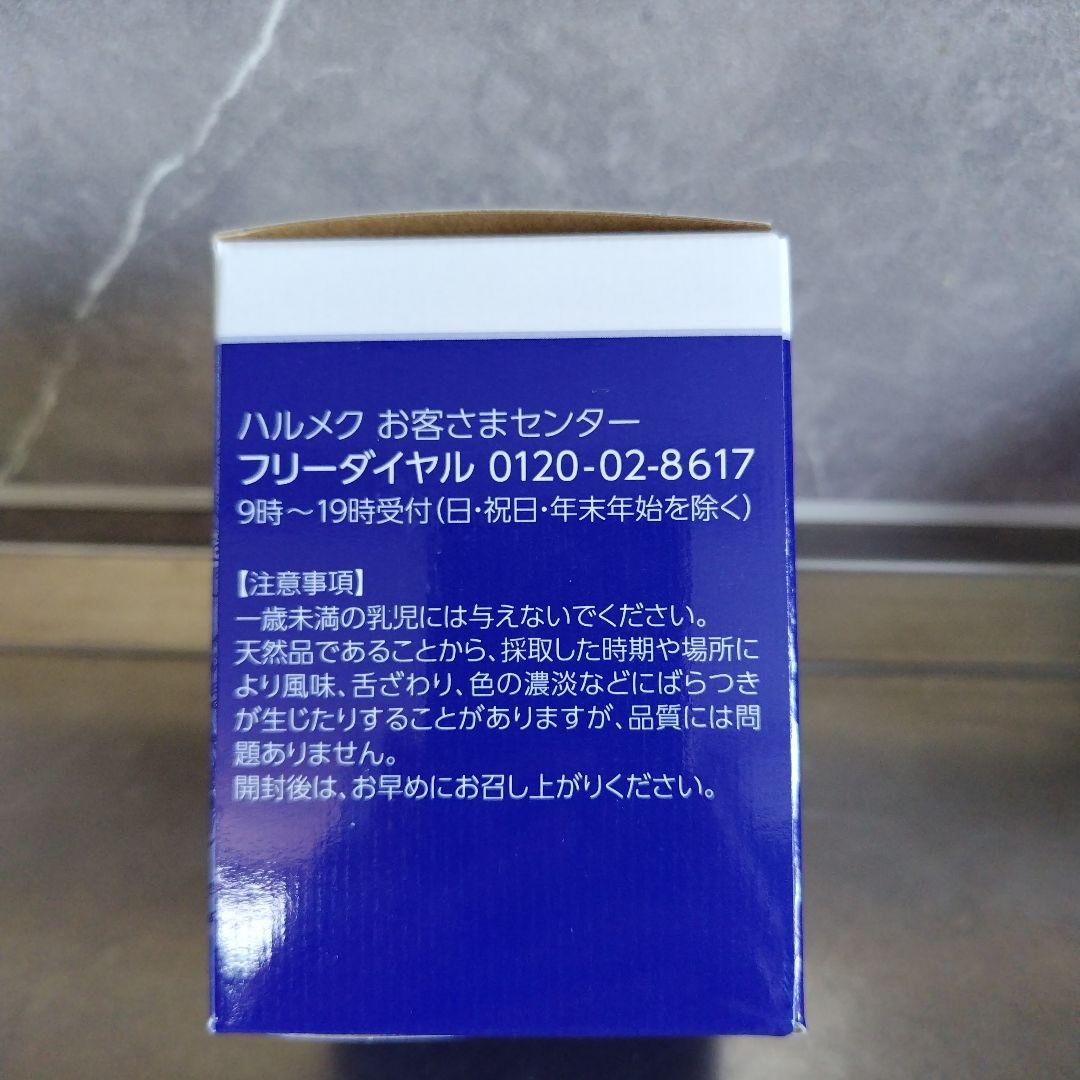 ハルメク お客さまセンター
フリーダイヤル 0120-02-8617
9時～19時受付(日・祝日・年末年始を除く)
【注意事項】
一歳未満の乳児には与えないでください。
天然品であることから、採取した時期や場所に
より風味、舌ざわり、色の濃淡などにばらつき
が生じたりすることがありますが、品質には問
題ありません。
開封後は、お早めにお召し上がりください。